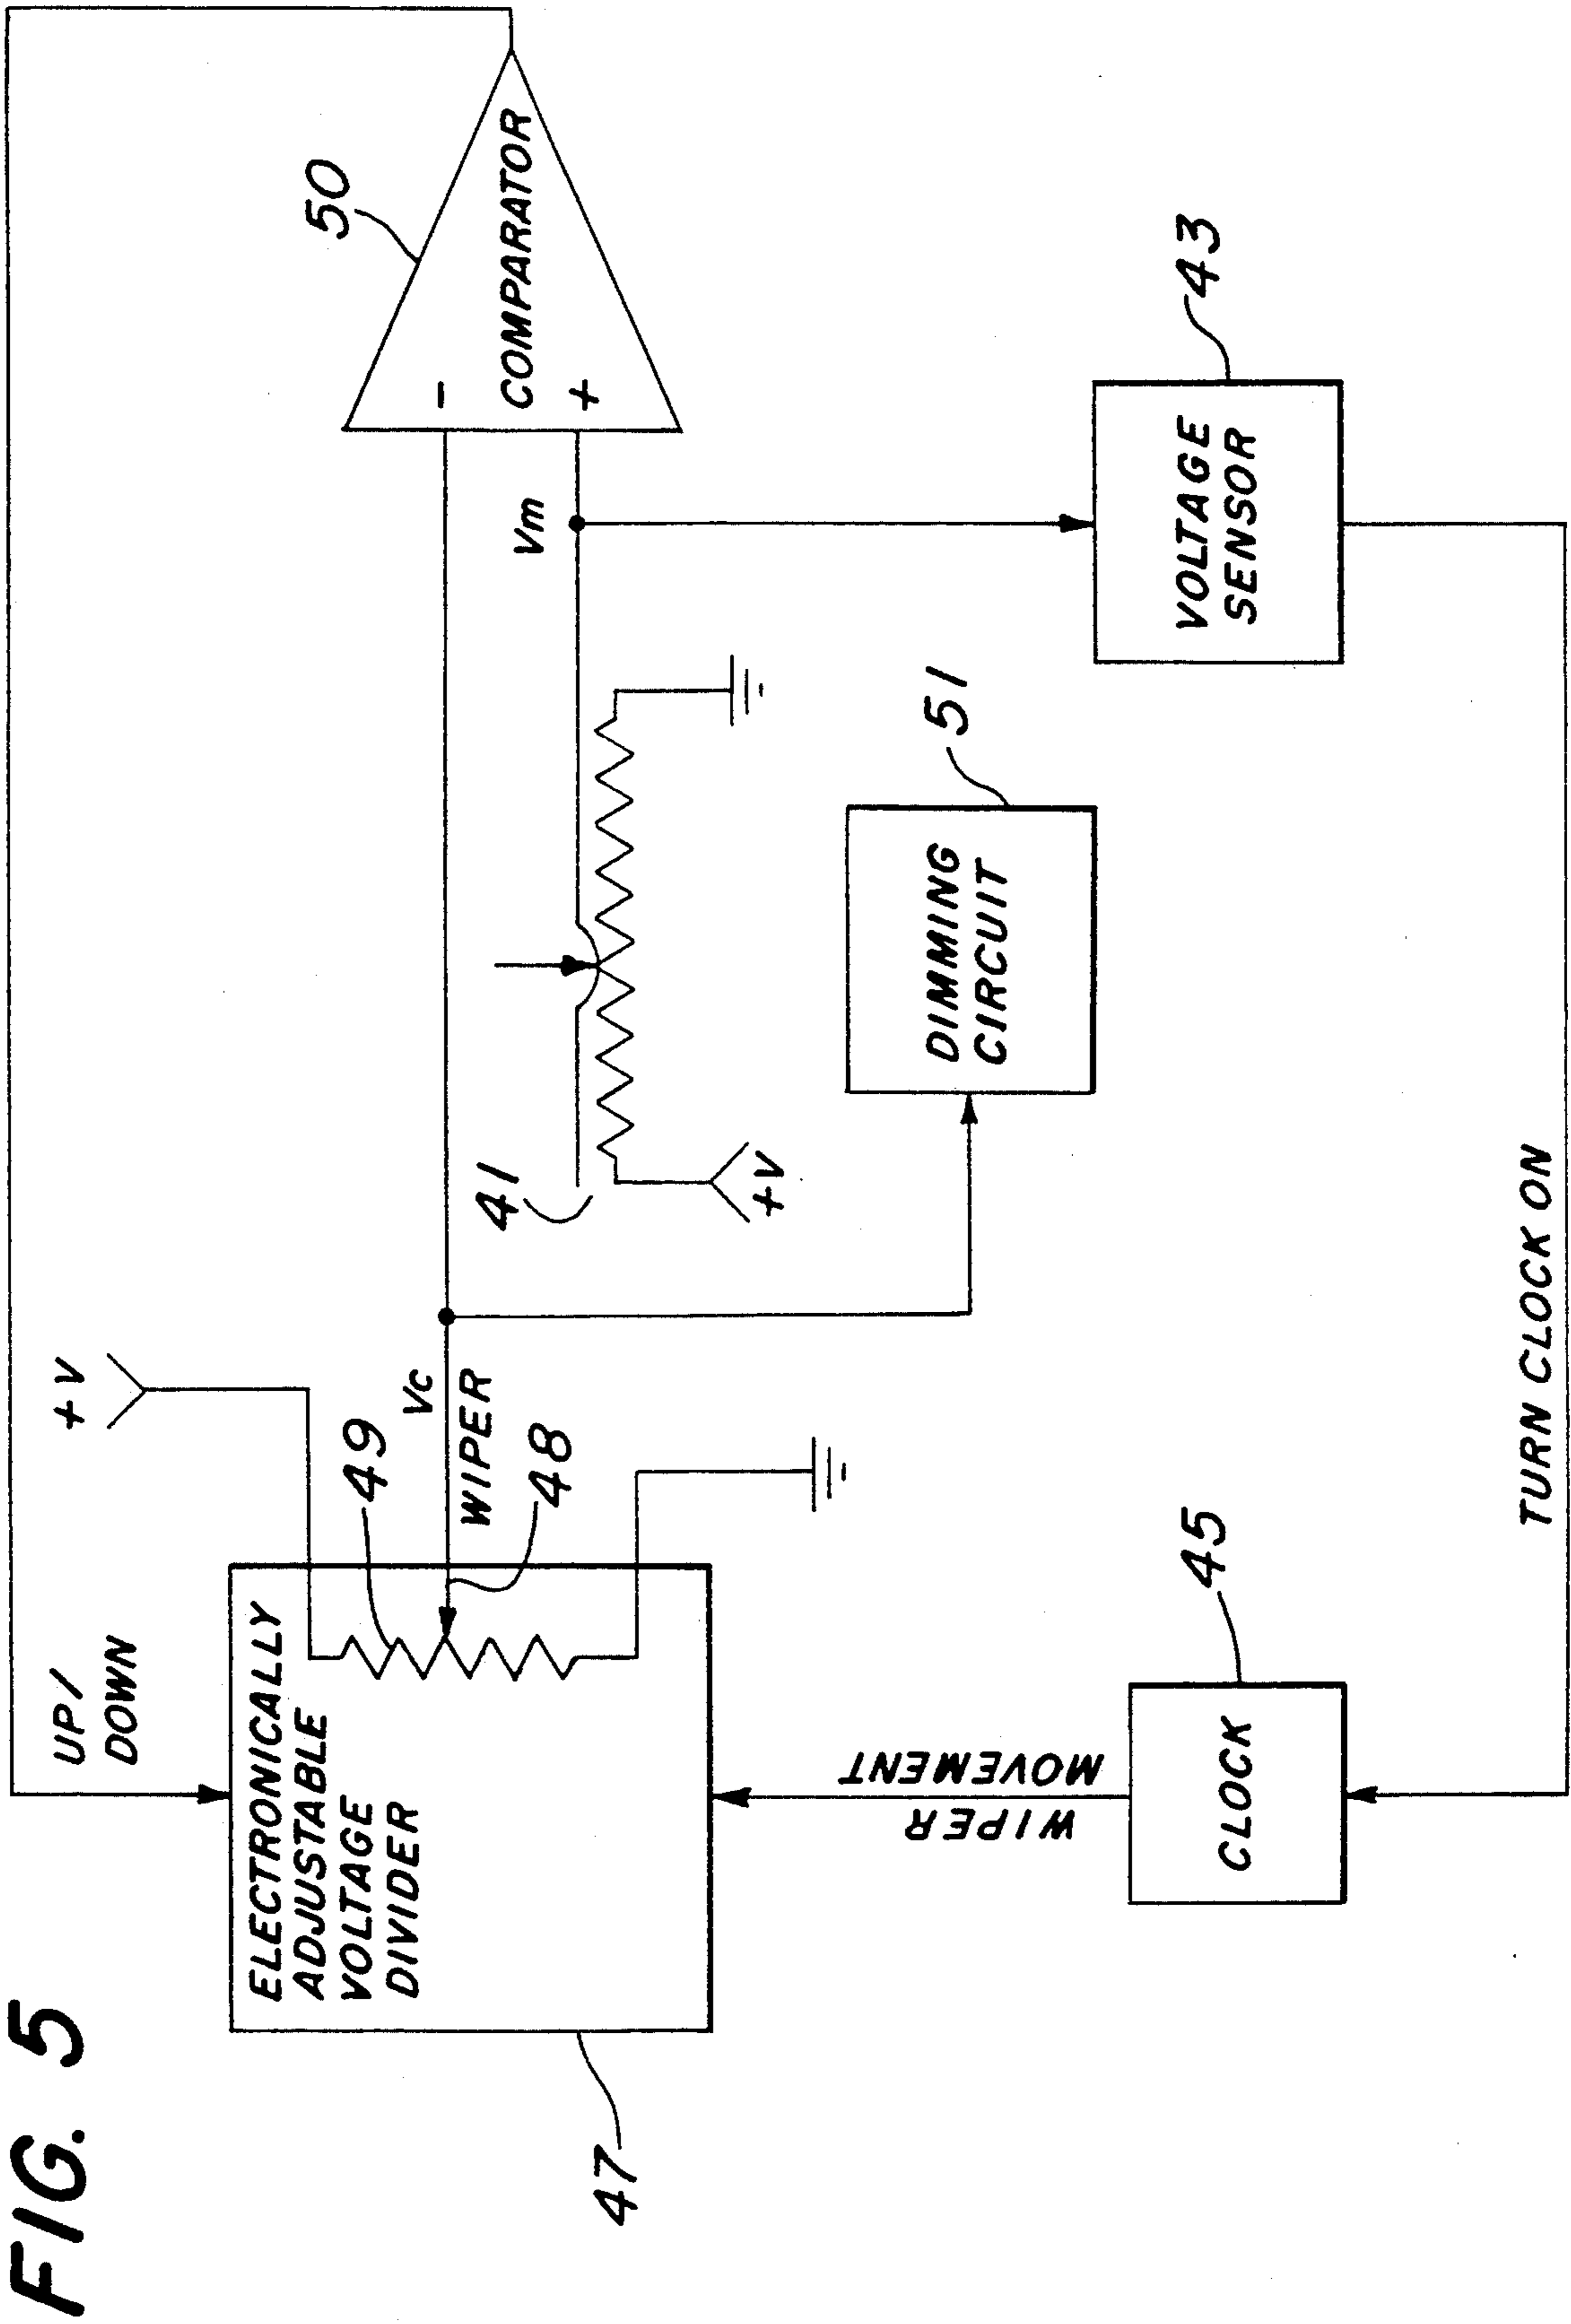 FIG. 5
UP/
DOWN
+V
ELECTRONICALLY
ADJUSTABLE
VOLTAGE
DIVIDER
49
Vc
WIPER
48
47
41
+V
Vm
50
-
COMPARATOR
+
DIMMING
CIRCUIT
51
VOLTAGE
SENSOR
43
WIPER
MOVEMENT
CLOCK
45
TURN CLOCK ON